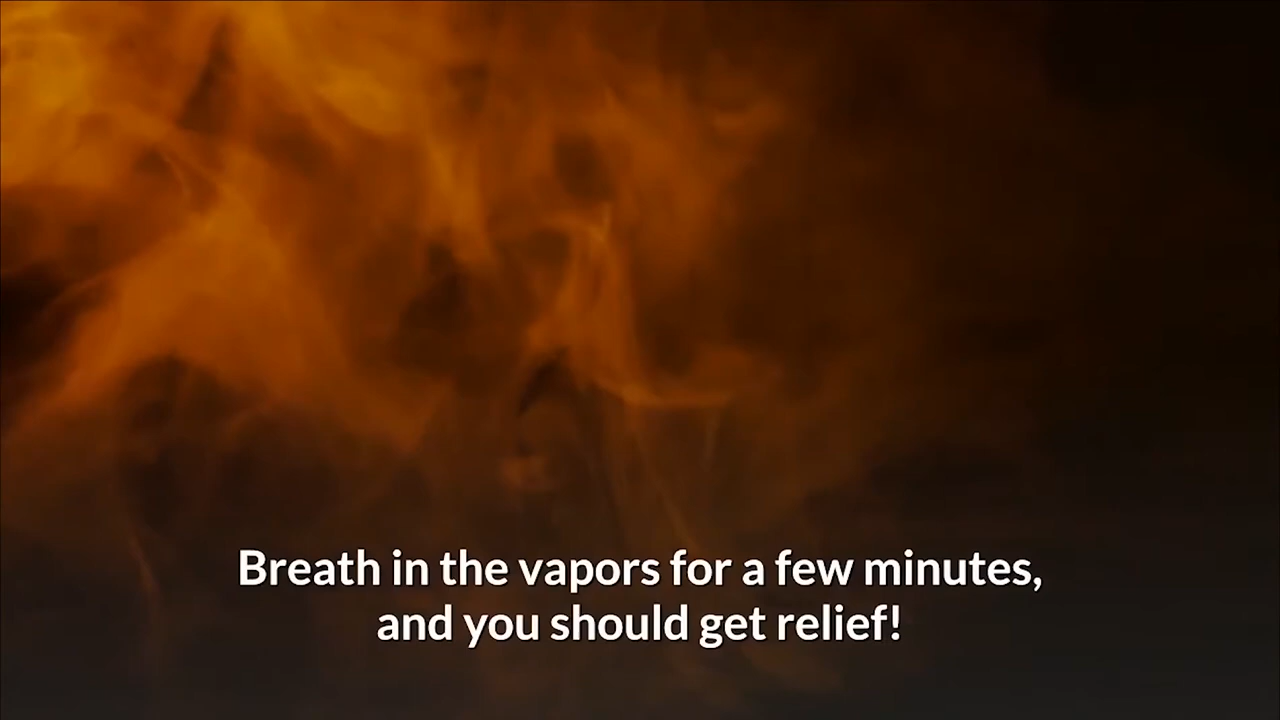 Breath in the vapors for a few minutes,
and you should get relief!